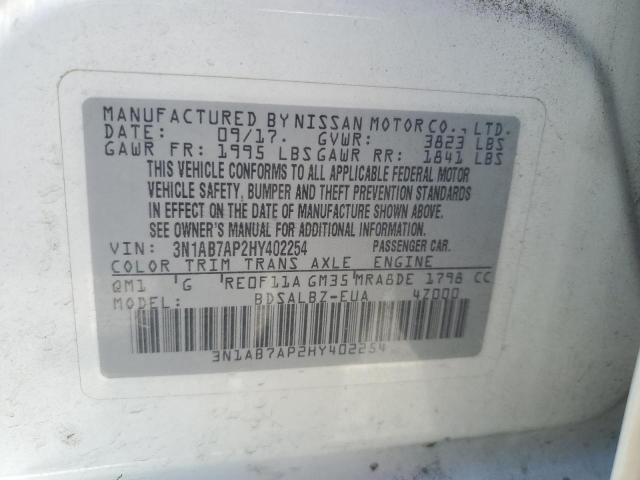 MANUFACTURED BY NISSAN MOTOR CO., LTD.
DATE: 09/17. GVWR: 3823 LBS
GAWR FR: 1995 LBS GAWR RR: 1841 LBS
THIS VEHICLE CONFORMS TO ALL APPLICABLE FEDERAL MOTOR
VEHICLE SAFETY, BUMPER AND THEFT PREVENTION STANDARDS
IN EFFECT ON THE DATE OF MANUFACTURE SHOWN ABOVE.
SEE OWNER'S MANUAL FOR ADDITIONAL INFORMATION.
VIN: 3N1AB7AP2HY402254 PASSENGER CAR.
COLOR TRIM TRANS AXLE ENGINE
QM1 G RE0F11A GM35 MRA8DE 1798 CC
MODEL: BDSALBZ-EUA 4Z000
3N1AB7AP2HY402254